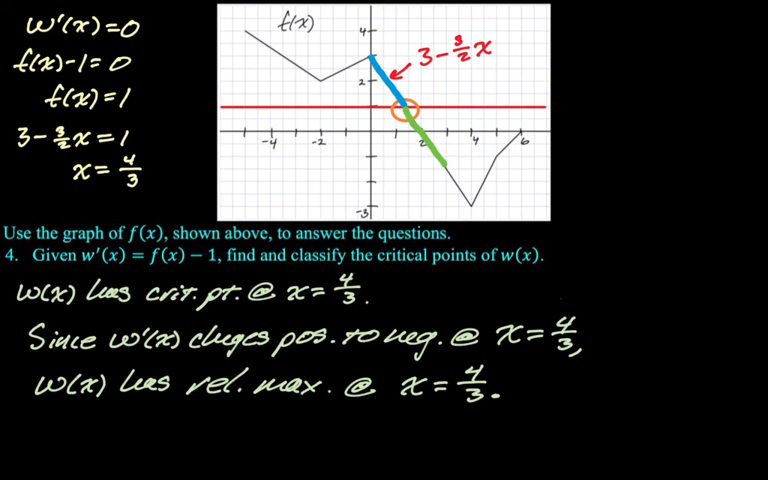 w'(x)=0
f(x)-1=0
f(x)=1
3-3/2x=1
x=4/3
f(x)
3-3/2x
4
2
-3
-4
-2
2
4
6
Use the graph of f(x), shown above, to answer the questions.
4. Given w′(x) = f(x) − 1, find and classify the critical points of w(x).
w(x) has crit. pt. @ x=4/3.
Since w'(x) chnges pos. to neg. @ x=4/3,
w(x) has rel. max. @ x=4/3.